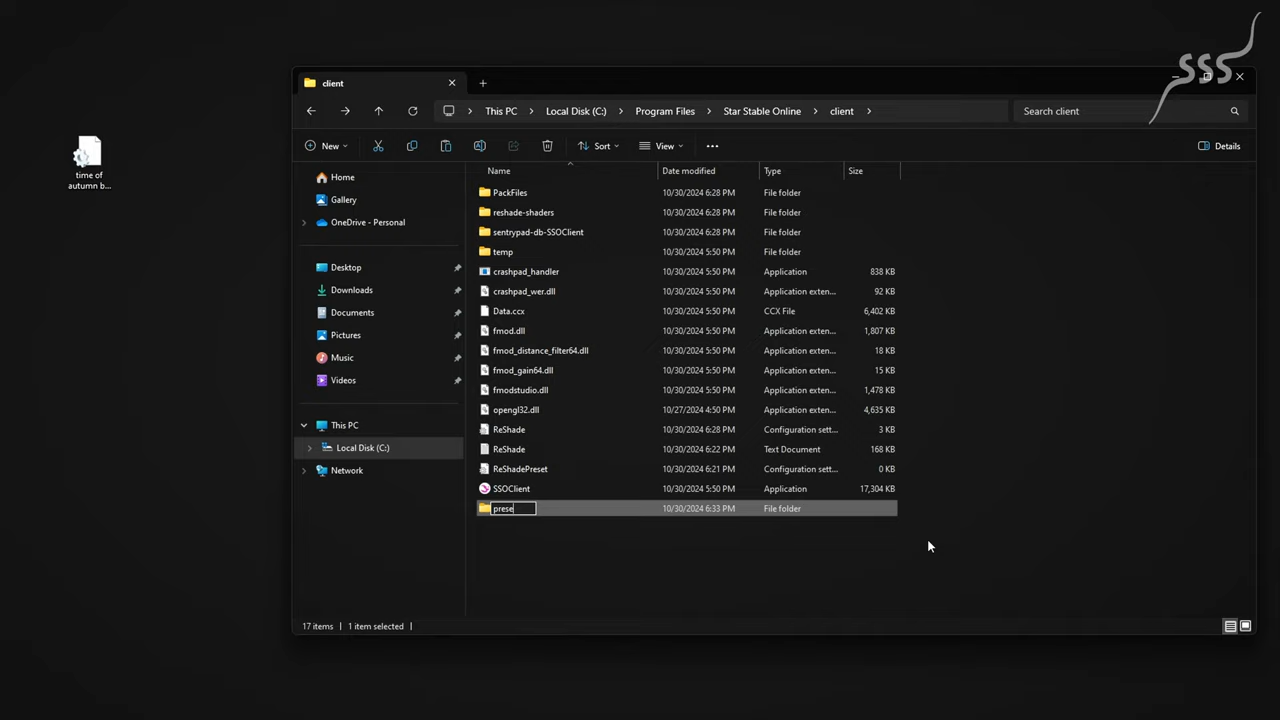 SSS
client
This PC
Local Disk (C:)
Program Files
Star Stable Online
client
Search client
New
Sort
View
Details
Name
Date modified
Type
Size
Home
Gallery
OneDrive - Personal
Desktop
Downloads
Documents
Pictures
Music
Videos
This PC
Local Disk (C:)
Network
time of
autumn b...
PackFiles 10/30/2024 6:28 PM File folder
reshade-shaders 10/30/2024 6:28 PM File folder
sentrypad-db-SSOClient 10/30/2024 6:28 PM File folder
temp 10/30/2024 5:50 PM File folder
crashpad_handler 10/30/2024 5:50 PM Application 838 KB
crashpad_wer.dll 10/30/2024 5:50 PM Application exten... 92 KB
Data.ccx 10/30/2024 5:50 PM CCX File 6,402 KB
fmod.dll 10/30/2024 5:50 PM Application exten... 1,807 KB
fmod_distance_filter64.dll 10/30/2024 5:50 PM Application exten... 18 KB
fmod_gain64.dll 10/30/2024 5:50 PM Application exten... 15 KB
fmodstudio.dll 10/30/2024 5:50 PM Application exten... 1,478 KB
opengl32.dll 10/27/2024 4:50 PM Application exten... 4,635 KB
ReShade 10/30/2024 6:28 PM Configuration sett... 3 KB
ReShade 10/30/2024 6:22 PM Text Document 168 KB
ReShadePreset 10/30/2024 6:21 PM Configuration sett... 0 KB
SSOClient 10/30/2024 5:50 PM Application 17,304 KB
prese 10/30/2024 6:33 PM File folder
17 items
1 item selected